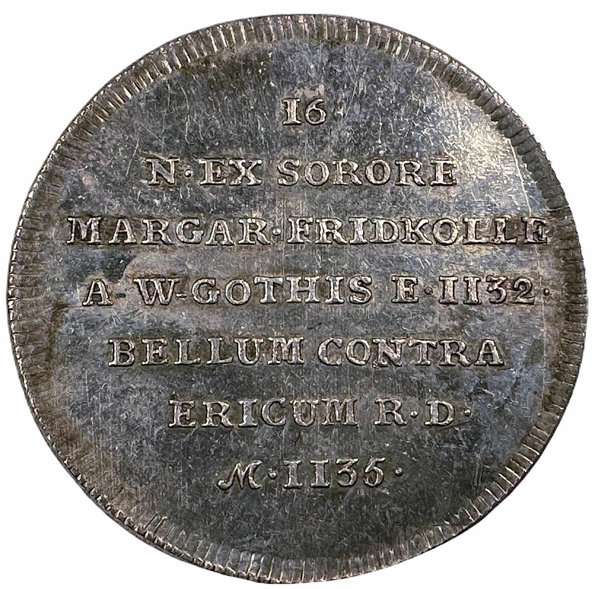 16·
N·EX SORORE
MARGAR·FRIDKOLLE
A-W-GOTHIS E·1132·
BELLUM CONTRA
ERICUM R·D·
M·1135·